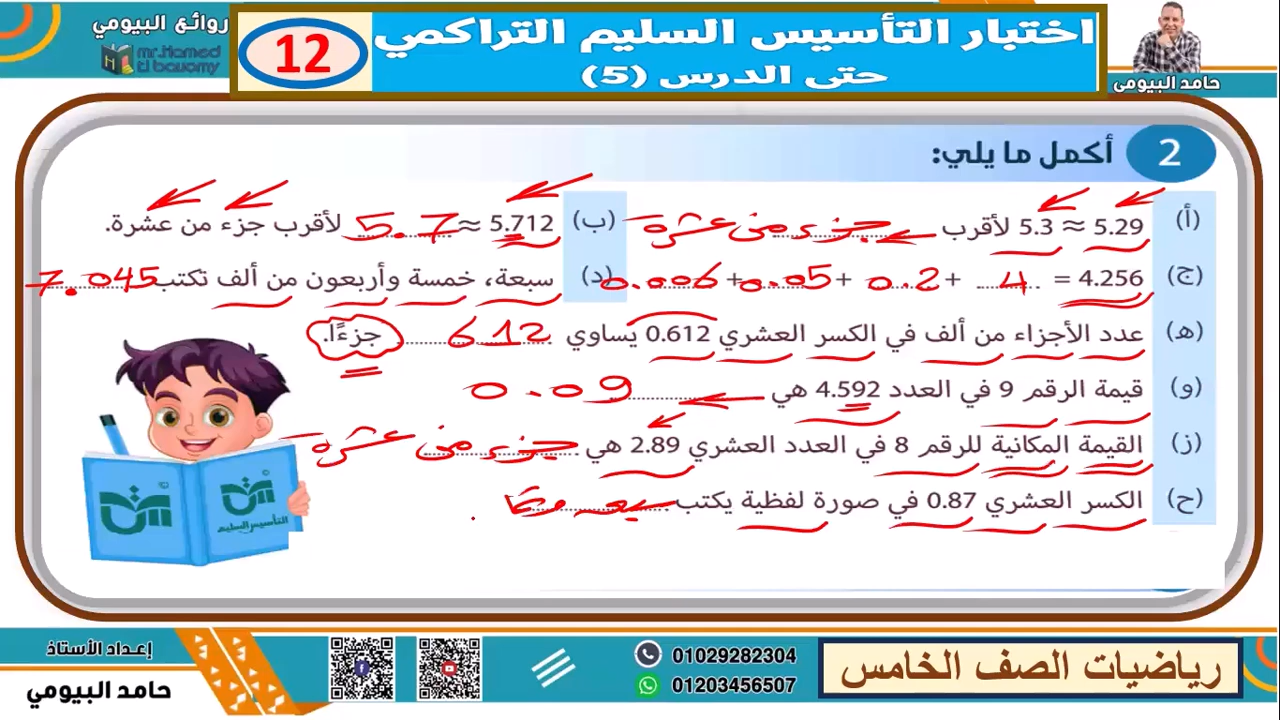 روائع البيومي
mr.Hamed
El bauomy
12
اختبار التأسيس السليم التراكمي
حتى الدرس (5)
حامد البيومى
2 أكمل ما يلي:
(أ) 5.29 ≈ 5.3 لأقرب جزء من عشرة
(ب) 5.712 ≈ 5.7 لأقرب جزء من عشرة.
(ج) 4.256 = 4 + 0.2 + 0.05 + 0.006
(د) سبعة، خمسة وأربعون من ألف تكتب 7.045
(ه) عدد الأجزاء من ألف في الكسر العشري 0.612 يساوي 612 جزءًا.
(و) قيمة الرقم 9 في العدد 4.592 هي 0.09
(ز) القيمة المكانية للرقم 8 في العدد العشري 2.89 هي جزء من عشرة
(ح) الكسر العشري 0.87 في صورة لفظية يكتب سبعة
التأسيس السليم
إعداد الأستاذ
حامد البيومي
01029282304
01203456507
رياضيات الصف الخامس